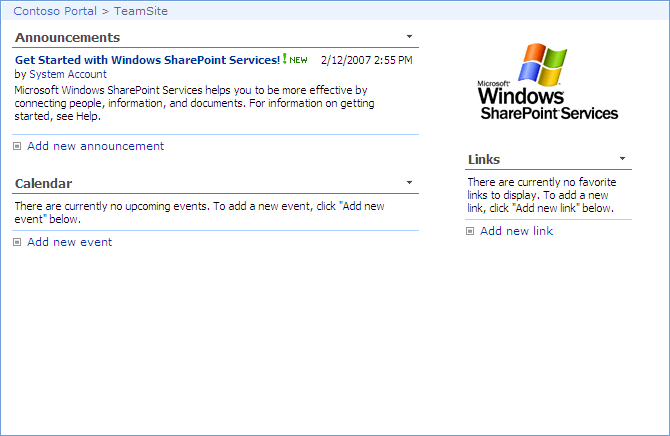 Contoso Portal > TeamSite
Announcements
Get Started with Windows SharePoint Services! NEW 2/12/2007 2:55 PM
by System Account
Microsoft Windows SharePoint Services helps you to be more effective by
connecting people, information, and documents. For information on getting
started, see Help.
Add new announcement
Calendar
There are currently no upcoming events. To add a new event, click "Add new
event" below.
Add new event
Microsoft®
Windows
SharePoint Services
Links
There are currently no favorite
links to display. To add a new
link, click "Add new link" below.
Add new link